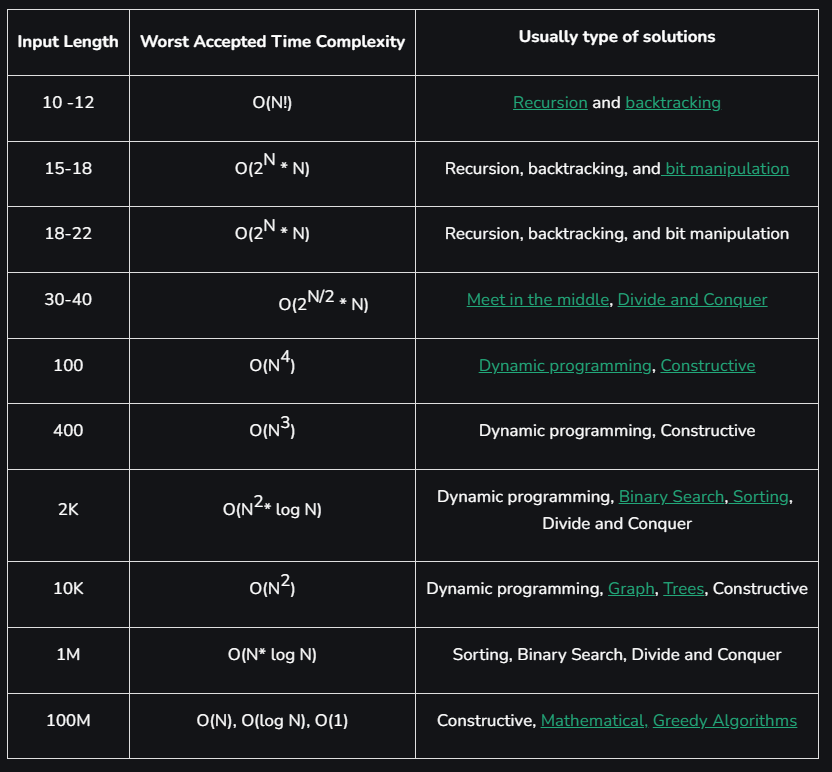 Input Length Worst Accepted Time Complexity Usually type of solutions
10 -12 O(N!) Recursion and backtracking
15-18 O(2^N * N) Recursion, backtracking, and bit manipulation
18-22 O(2^N * N) Recursion, backtracking, and bit manipulation
30-40 O(2^N/2 * N) Meet in the middle, Divide and Conquer
100 O(N^4) Dynamic programming, Constructive
400 O(N^3) Dynamic programming, Constructive
2K O(N^2* log N) Dynamic programming, Binary Search, Sorting,
Divide and Conquer
10K O(N^2) Dynamic programming, Graph, Trees, Constructive
1M O(N* log N) Sorting, Binary Search, Divide and Conquer
100M O(N), O(log N), O(1) Constructive, Mathematical, Greedy Algorithms